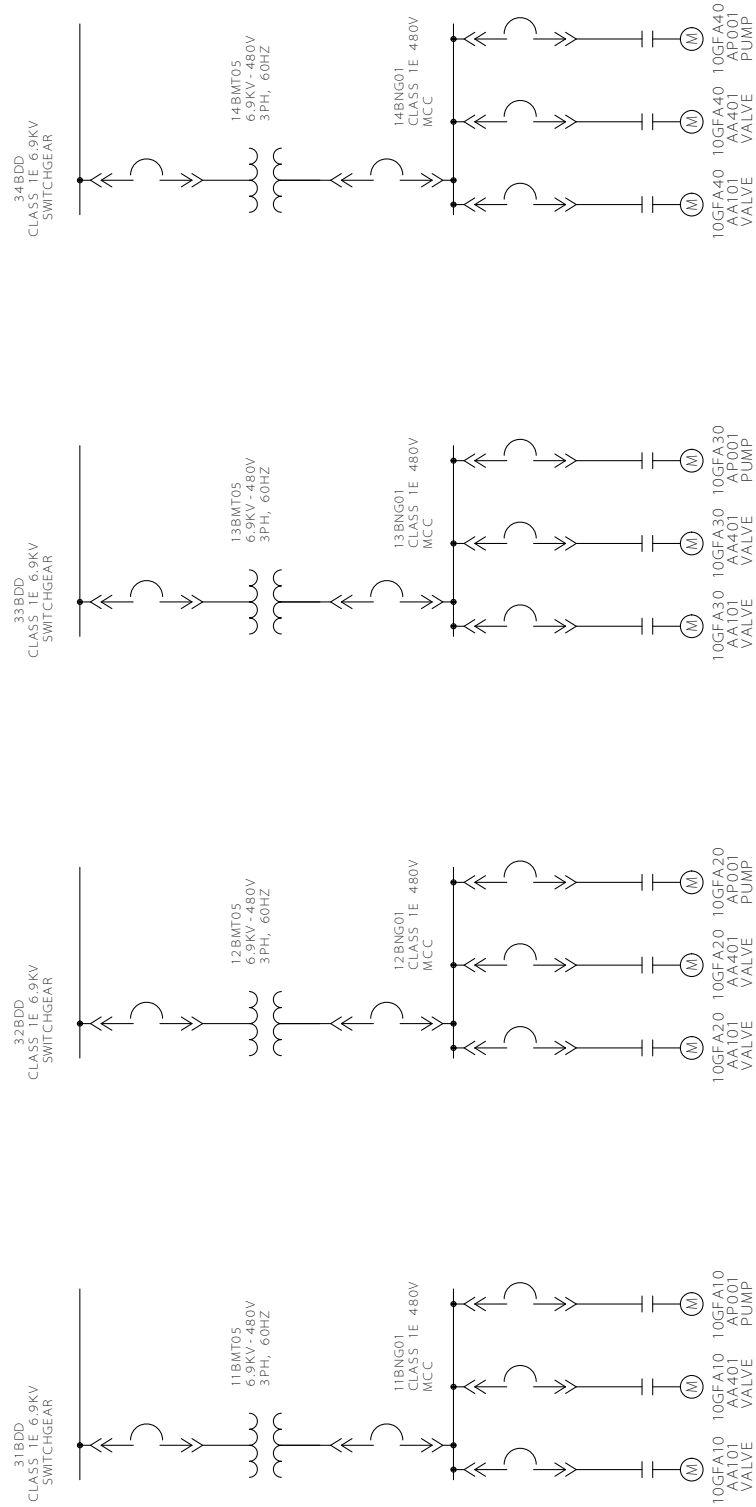 31BDD
CLASS 1E 6.9KV
SWITCHGEAR
11BMT05
6.9KV-480V
3PH, 60HZ
11BNG01
CLASS 1E 480V
MCC
M
10GFA10
AA101
VALVE
M
10GFA10
AA401
VALVE
M
10GFA10
AP001
PUMP
32BDD
CLASS 1E 6.9KV
SWITCHGEAR
12BMT05
6.9KV-480V
3PH, 60HZ
12BNG01
CLASS 1E 480V
MCC
M
10GFA20
AA101
VALVE
M
10GFA20
AA401
VALVE
M
10GFA20
AP001
PUMP
33BDD
CLASS 1E 6.9KV
SWITCHGEAR
13BMT05
6.9KV-480V
3PH, 60HZ
13BNG01
CLASS 1E 480V
MCC
M
10GFA30
AA101
VALVE
M
10GFA30
AA401
VALVE
M
10GFA30
AP001
PUMP
34BDD
CLASS 1E 6.9KV
SWITCHGEAR
14BMT05
6.9KV-480V
3PH, 60HZ
14BNG01
CLASS 1E 480V
MCC
M
10GFA40
AA101
VALVE
M
10GFA40
AA401
VALVE
M
10GFA40
AP001
PUMP